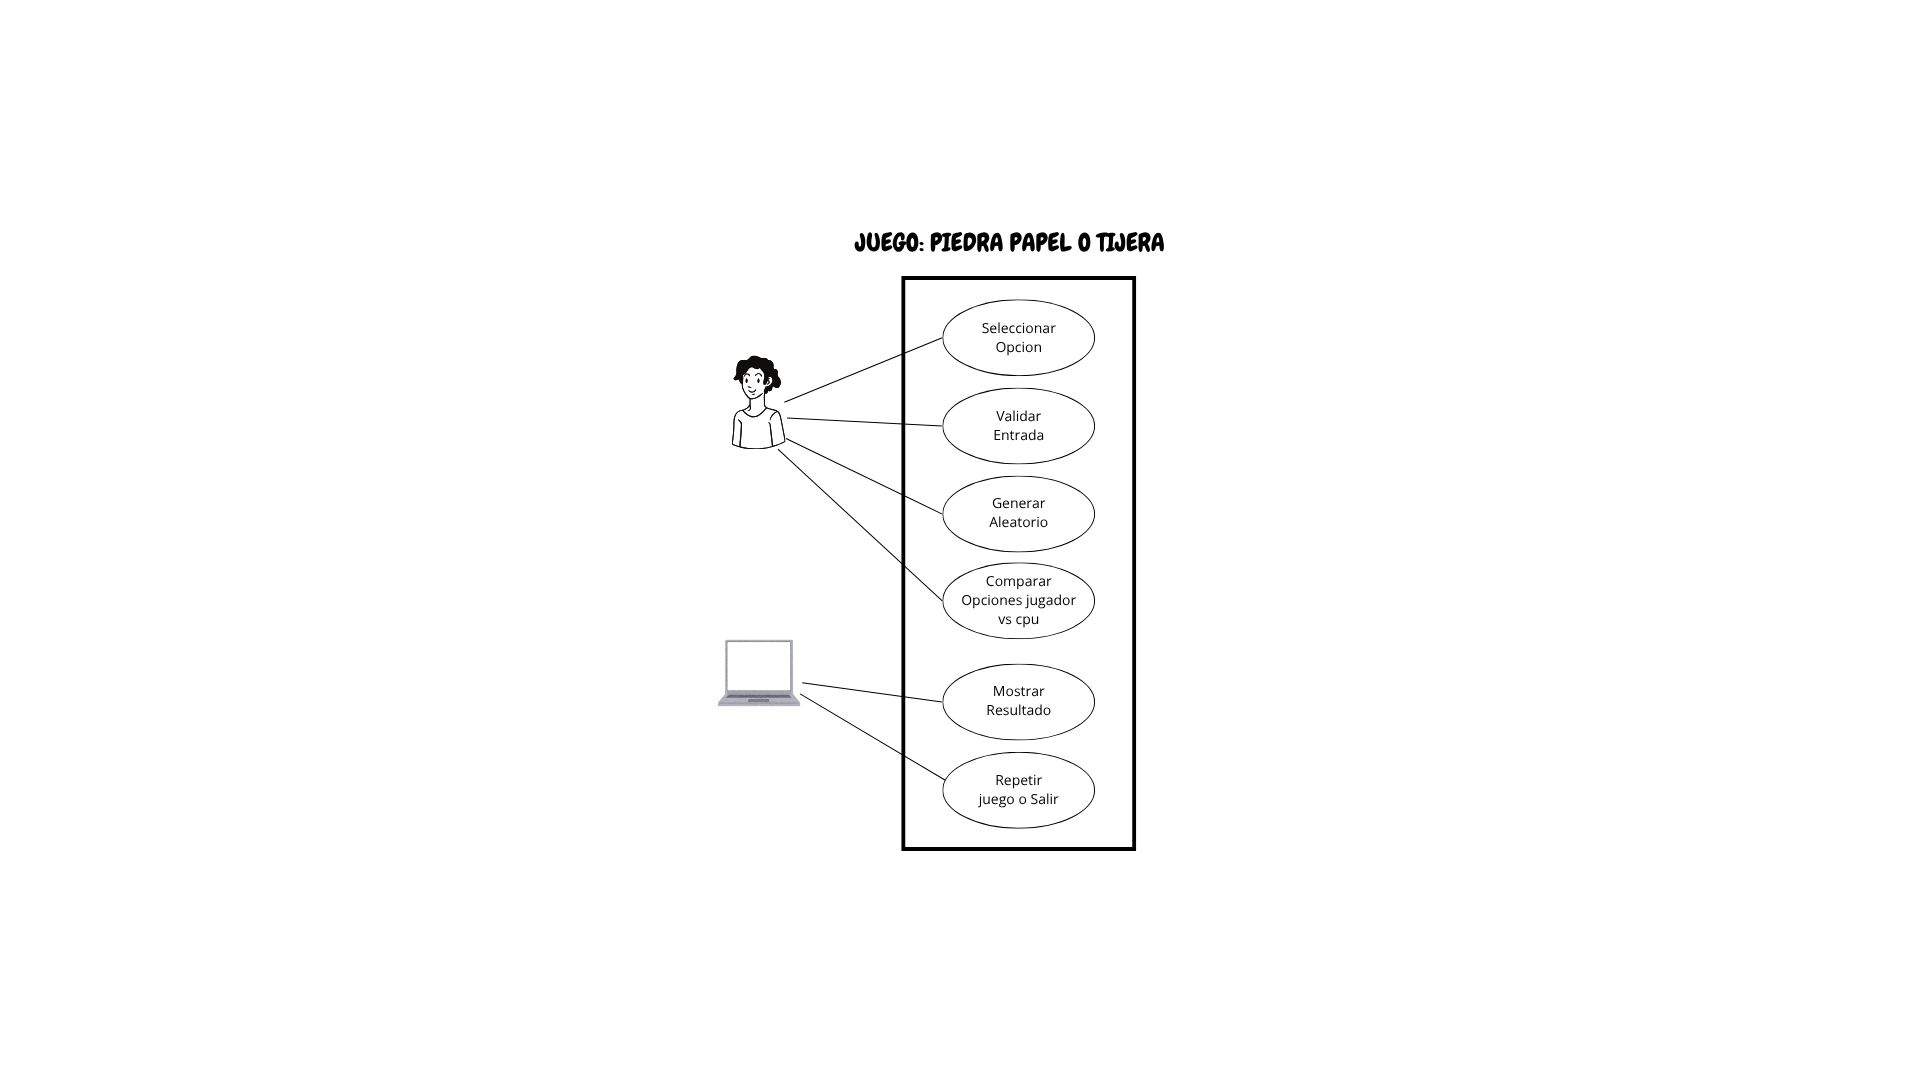 JUEGO: PIEDRA PAPEL O TIJERA
Seleccionar
Opcion
Validar
Entrada
Generar
Aleatorio
Comparar
Opciones jugador
vs cpu
Mostrar
Resultado
Repetir
juego o Salir